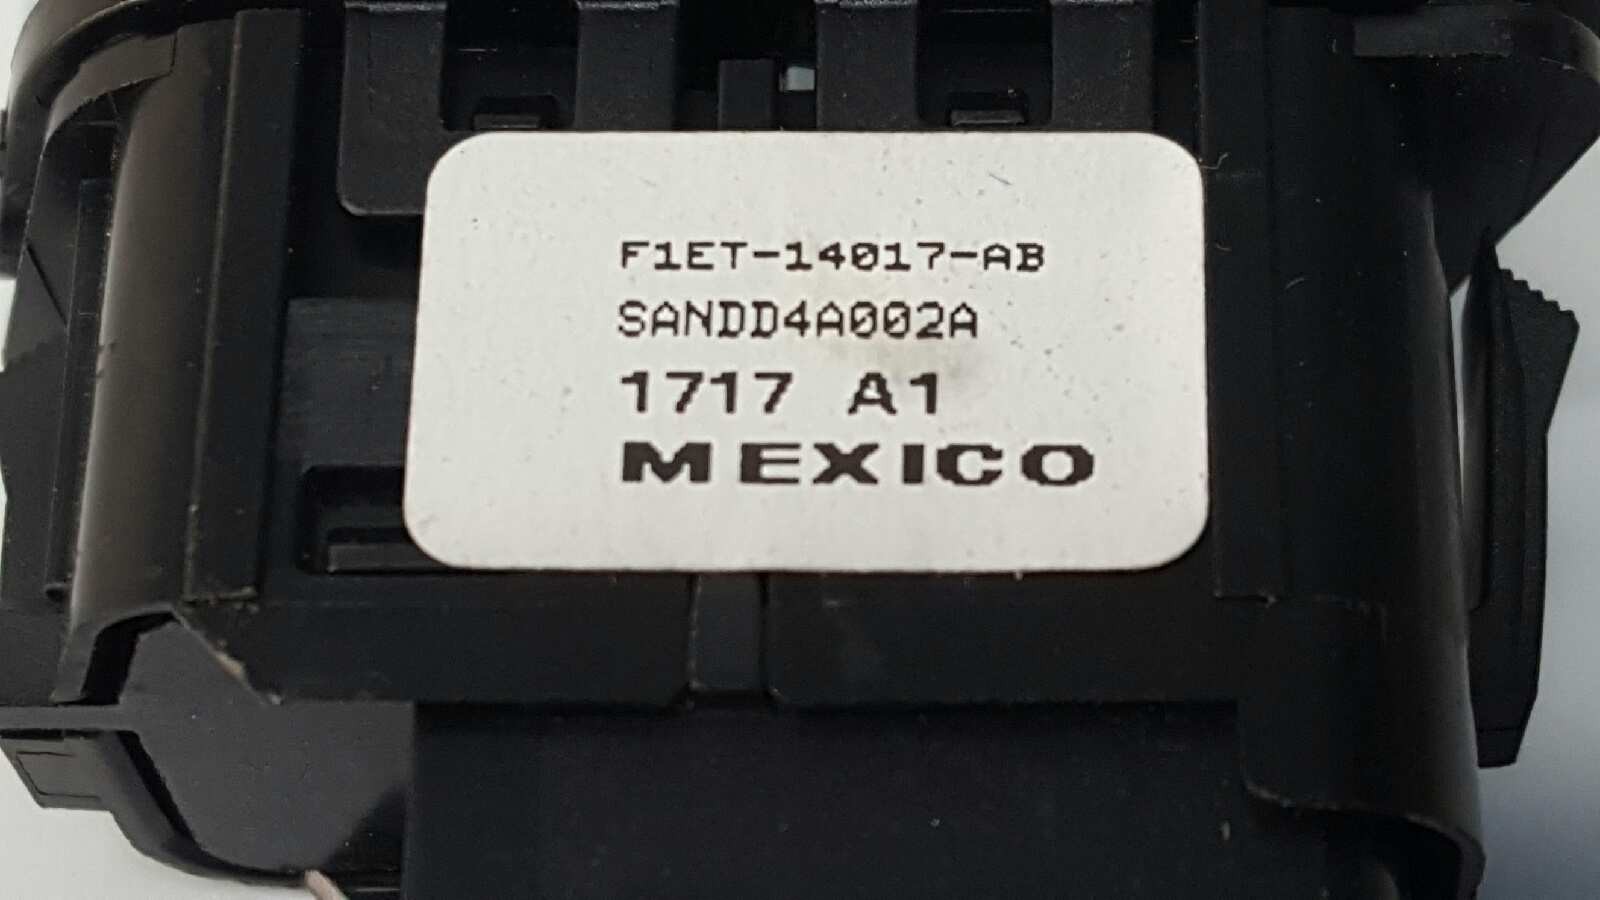 F1ET-14017-AB
SANDD4A002A
1717 A1
MEXICO